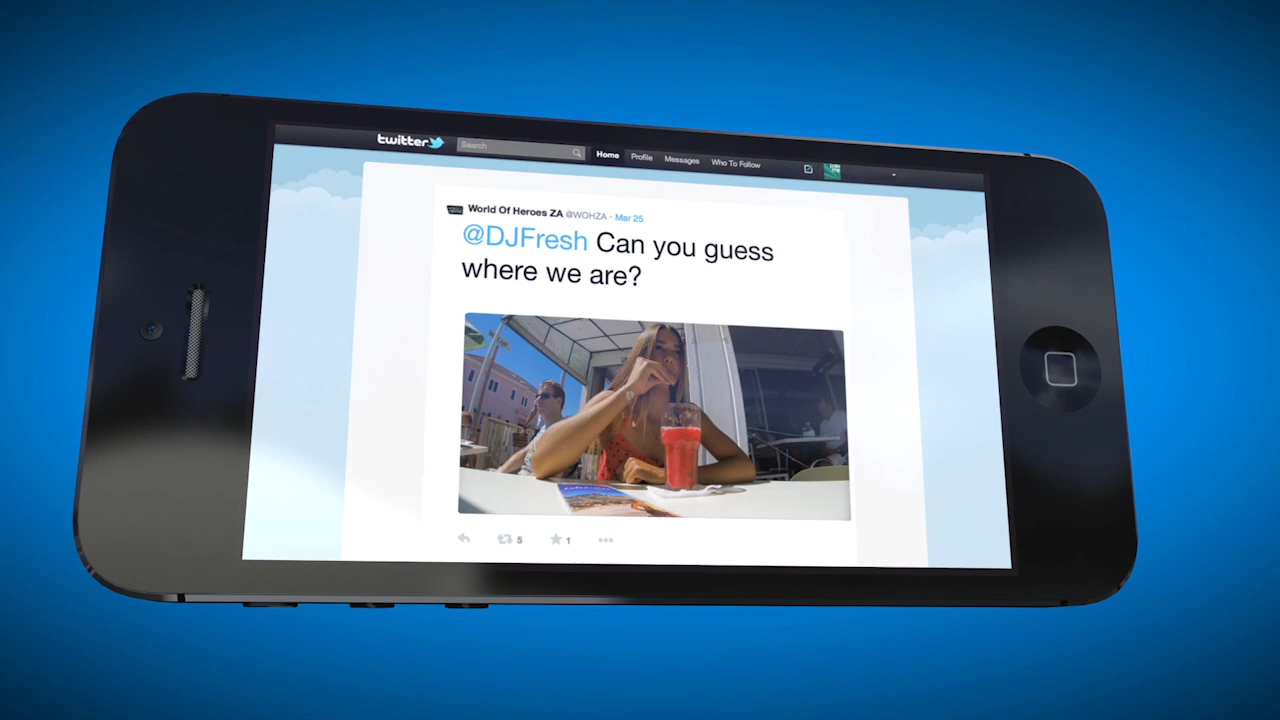 twitter
Search
Home Profile Messages Who To Follow
World Of Heroes ZA @WOHZA · Mar 25
@DJFresh Can you guess
where we are?
5
1